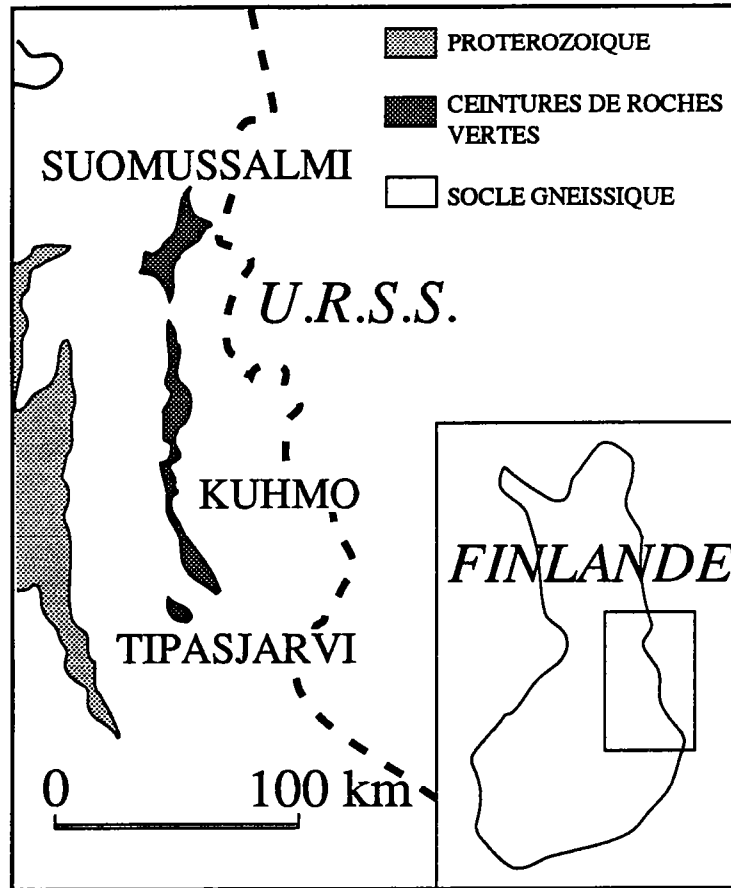 PROTEROZOIQUE
CEINTURES DE ROCHES
VERTES
SOCLE GNEISSIQUE
SUOMUSSALMI
U.R.S.S.
KUHMO
TIPASJARVI
0 100 km
FINLANDE